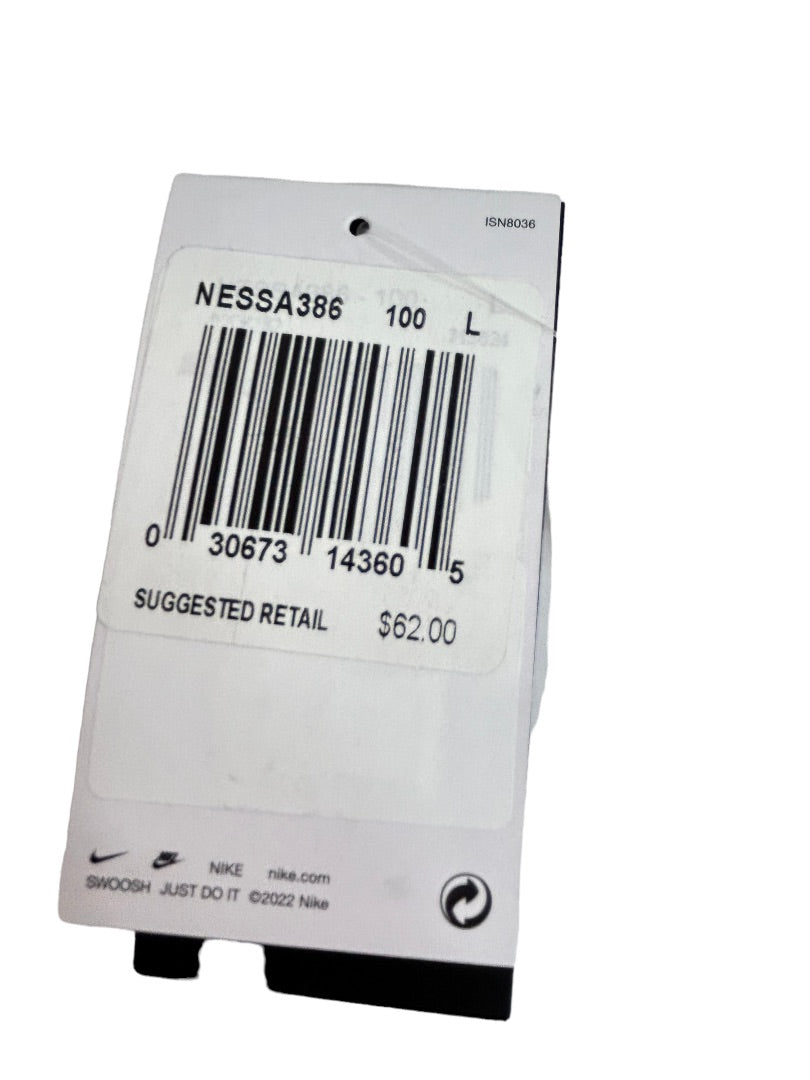 ISN8036
NESSA386 100 L
0 30673 14360 5
SUGGESTED RETAIL $62.00
NIKE nike.com
SWOOSH JUST DO IT ©2022 Nike